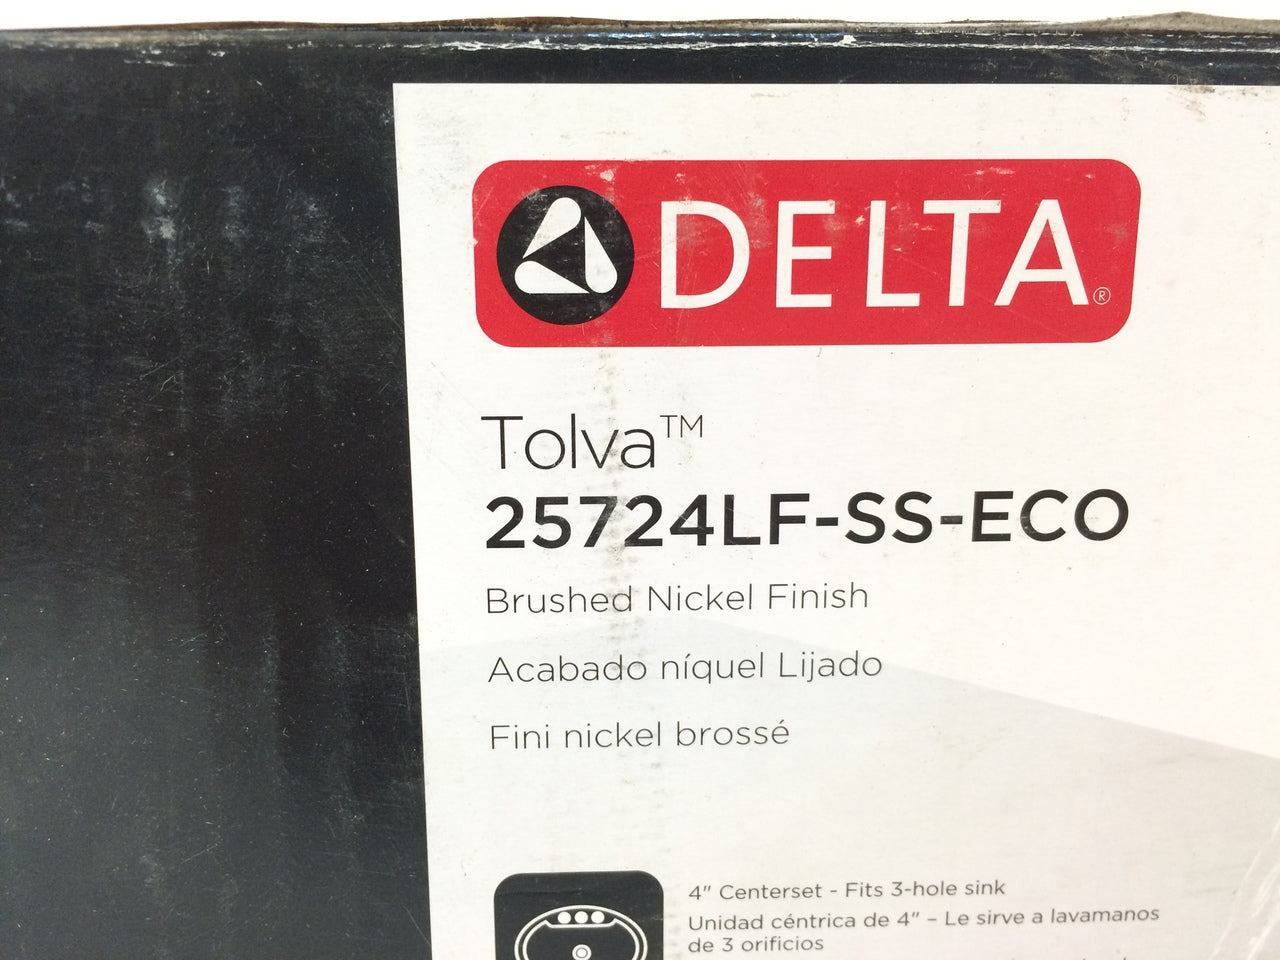 DELTA®
Tolva™
25724LF-SS-ECO
Brushed Nickel Finish
Acabado níquel Lijado
Fini nickel brossé
4" Centerset - Fits 3-hole sink
Unidad céntrica de 4" – Le sirve a lavamanos
de 3 orificios